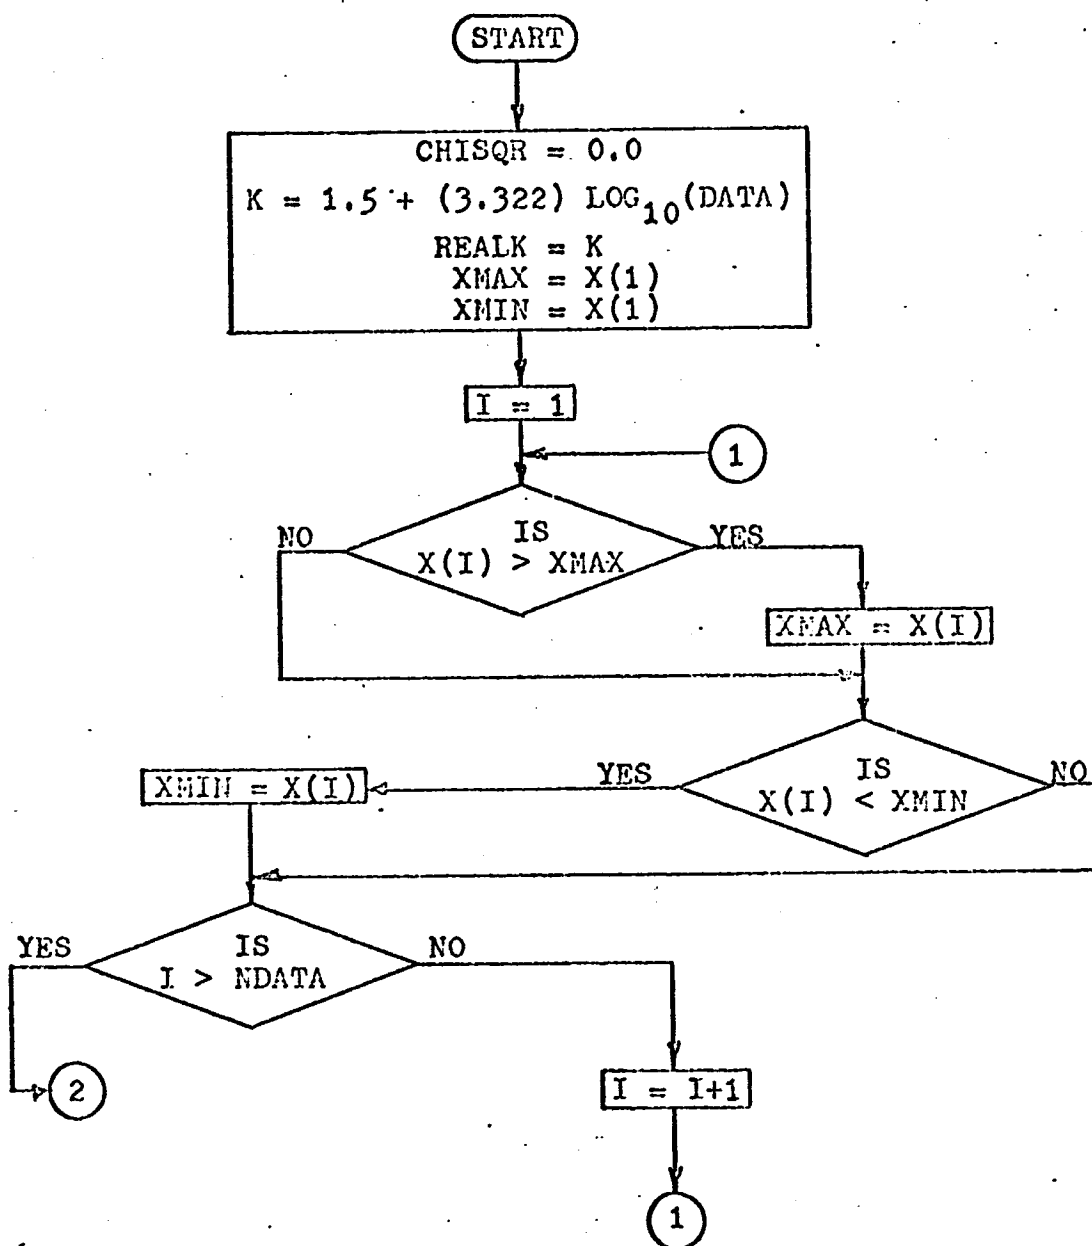 START
CHISQR = 0.0
K = 1.5 + (3.322) LOG10(DATA)
REALK = K
XMAX = X(1)
XMIN = X(1)
I = 1
1
IS
X(I) > XMAX
NO
YES
XMAX = X(I)
IS
X(I) < XMIN
YES
NO
XMIN = X(I)
IS
I > NDATA
YES
NO
2
I = I+1
1